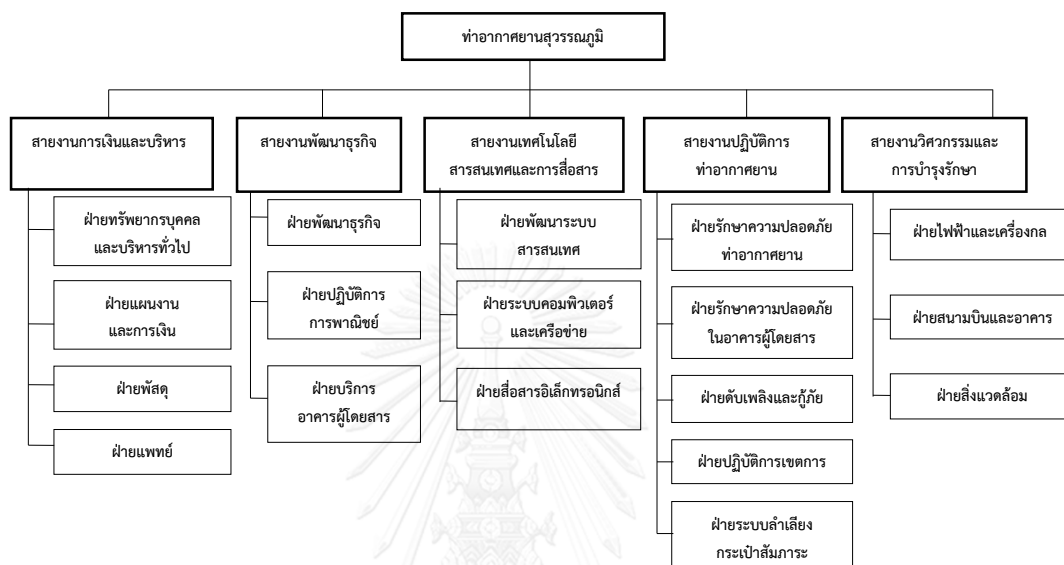 ท่าอากาศยานสุวรรณภูมิ
สายงานการเงินและบริหาร
ฝ่ายทรัพยากรบุคคล
และบริหารทั่วไป
ฝ่ายแผนงาน
และการเงิน
ฝ่ายพัสดุ
ฝ่ายแพทย์
สายงานพัฒนาธุรกิจ
ฝ่ายพัฒนาธุรกิจ
ฝ่ายปฏิบัติการ
การพาณิชย์
ฝ่ายบริการ
อาคารผู้โดยสาร
สายงานเทคโนโลยี
สารสนเทศและการสื่อสาร
ฝ่ายพัฒนาระบบ
สารสนเทศ
ฝ่ายระบบคอมพิวเตอร์
และเครือข่าย
ฝ่ายสื่อสารอิเล็กทรอนิกส์
สายงานปฏิบัติการ
ท่าอากาศยาน
ฝ่ายรักษาความปลอดภัย
ท่าอากาศยาน
ฝ่ายรักษาความปลอดภัย
ในอาคารผู้โดยสาร
ฝ่ายดับเพลิงและกู้ภัย
ฝ่ายปฏิบัติการเขตการ
ฝ่ายระบบลำเลียง
กระเป๋าสัมภาระ
สายงานวิศวกรรมและ
การบำรุงรักษา
ฝ่ายไฟฟ้าและเครื่องกล
ฝ่ายสนามบินและอาคาร
ฝ่ายสิ่งแวดล้อม